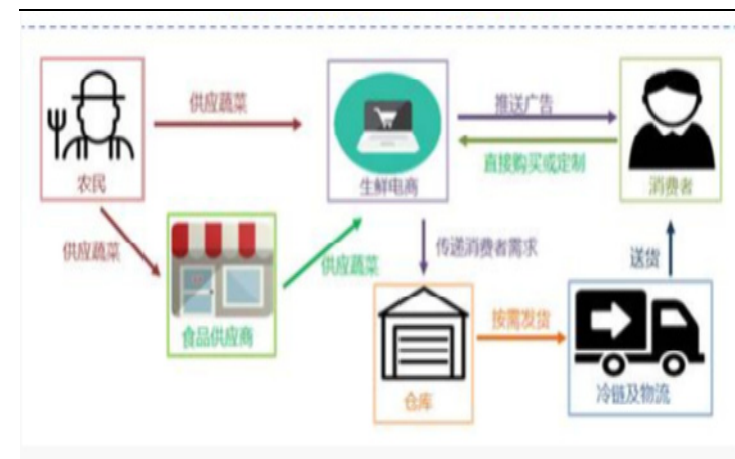 供应蔬菜
推送广告
直接购买或定制
农民
生鲜电商
消费者
供应蔬菜
供应蔬菜
传递消费者需求
送货
食品供应商
按需发货
仓库
冷链及物流